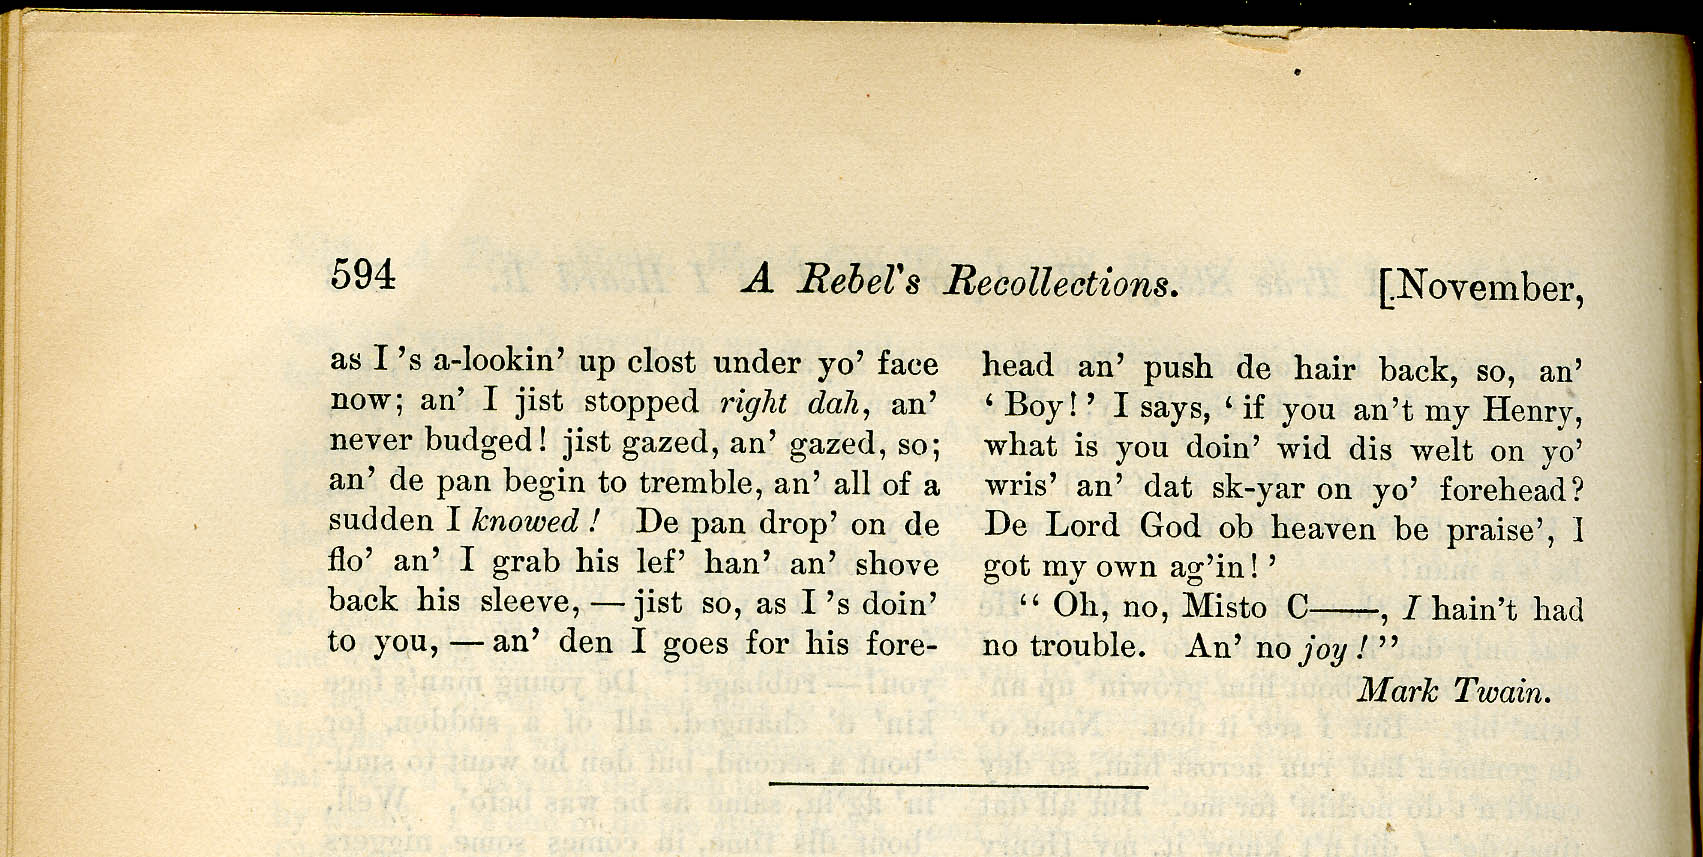 594
A Rebel's Recollections.
[November,
as I 's a-lookin' up clost under yo' face
now; an' I jist stopped right dah, an'
never budged! jist gazed, an' gazed, so;
an' de pan begin to tremble, an' all of a
sudden I knowed! De pan drop' on de
flo' an' I grab his lef' han' an' shove
back his sleeve, — jist so, as I 's doin'
to you, — an' den I goes for his fore-
head an' push de hair back, so, an'
‘ Boy! ’ I says, ‘ if you an't my Henry,
what is you doin' wid dis welt on yo'
wris' an' dat sk-yar on yo' forehead?
De Lord God ob heaven be praise', I
got my own ag'in! ’
“ Oh, no, Misto C——, I hain't had
no trouble. An' no joy! ”
Mark Twain.